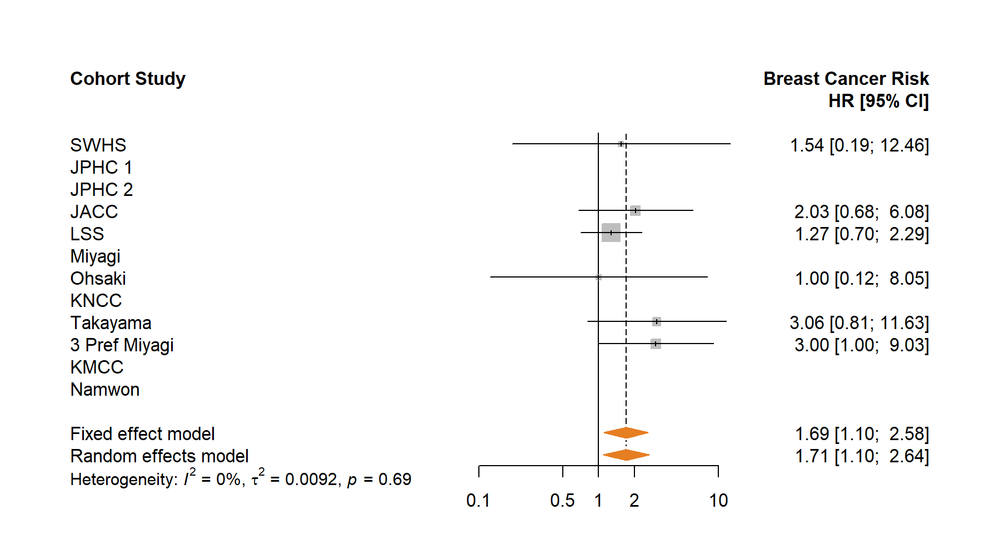 Cohort Study Breast Cancer Risk
HR [95% CI]
SWHS 1.54 [0.19; 12.46]
JPHC 1
JPHC 2
JACC 2.03 [0.68; 6.08]
LSS 1.27 [0.70; 2.29]
Miyagi
Ohsaki 1.00 [0.12; 8.05]
KNCC
Takayama 3.06 [0.81; 11.63]
3 Pref Miyagi 3.00 [1.00; 9.03]
KMCC
Namwon
Fixed effect model 1.69 [1.10; 2.58]
Random effects model 1.71 [1.10; 2.64]
Heterogeneity: I² = 0%, τ² = 0.0092, p = 0.69
0.1 0.5 1 2 10